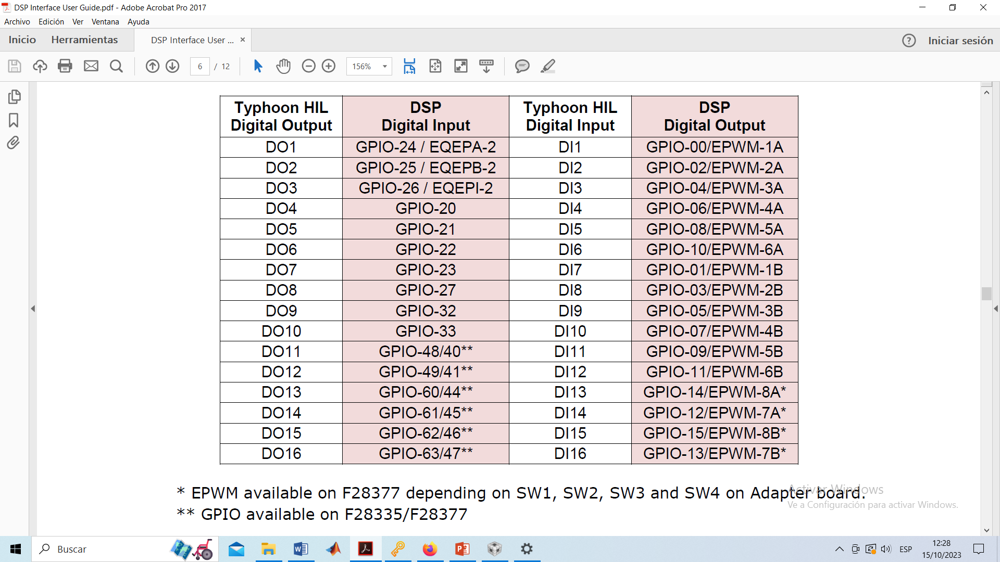 DSP Interface User Guide.pdf - Adobe Acrobat Pro 2017
Archivo Edición Ver Ventana Ayuda
Inicio Herramientas DSP Interface User ... × ? Iniciar sesión
6 / 12 156%
Typhoon HIL Digital Output DSP Digital Input Typhoon HIL Digital Input DSP Digital Output
DO1 GPIO-24 / EQEPA-2 DI1 GPIO-00/EPWM-1A
DO2 GPIO-25 / EQEPB-2 DI2 GPIO-02/EPWM-2A
DO3 GPIO-26 / EQEPI-2 DI3 GPIO-04/EPWM-3A
DO4 GPIO-20 DI4 GPIO-06/EPWM-4A
DO5 GPIO-21 DI5 GPIO-08/EPWM-5A
DO6 GPIO-22 DI6 GPIO-10/EPWM-6A
DO7 GPIO-23 DI7 GPIO-01/EPWM-1B
DO8 GPIO-27 DI8 GPIO-03/EPWM-2B
DO9 GPIO-32 DI9 GPIO-05/EPWM-3B
DO10 GPIO-33 DI10 GPIO-07/EPWM-4B
DO11 GPIO-48/40** DI11 GPIO-09/EPWM-5B
DO12 GPIO-49/41** DI12 GPIO-11/EPWM-6B
DO13 GPIO-60/44** DI13 GPIO-14/EPWM-8A*
DO14 GPIO-61/45** DI14 GPIO-12/EPWM-7A*
DO15 GPIO-62/46** DI15 GPIO-15/EPWM-8B*
DO16 GPIO-63/47** DI16 GPIO-13/EPWM-7B*
* EPWM available on F28377 depending on SW1, SW2, SW3 and SW4 on Adapter board.
** GPIO available on F28335/F28377
Activar Windows
Ve a Configuración para activar Windows.
Buscar
ESP
12:28
15/10/2023